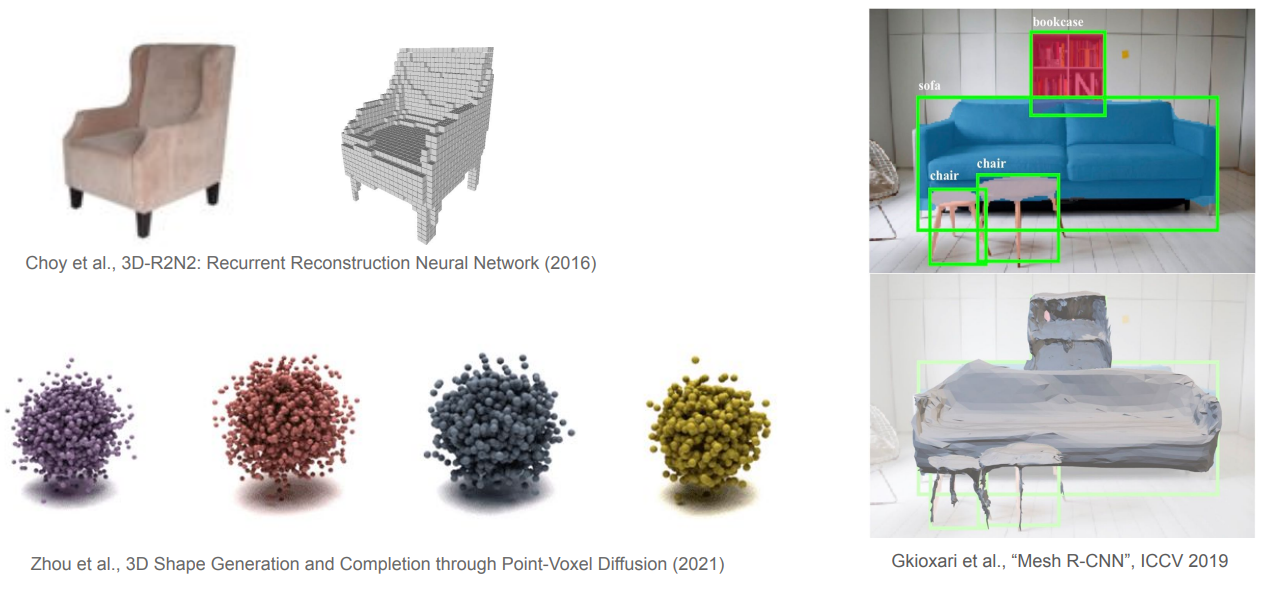 bookcase
sofa
chair
chair
N
Choy et al., 3D-R2N2: Recurrent Reconstruction Neural Network (2016)
Zhou et al., 3D Shape Generation and Completion through Point-Voxel Diffusion (2021)
Gkioxari et al., “Mesh R-CNN”, ICCV 2019